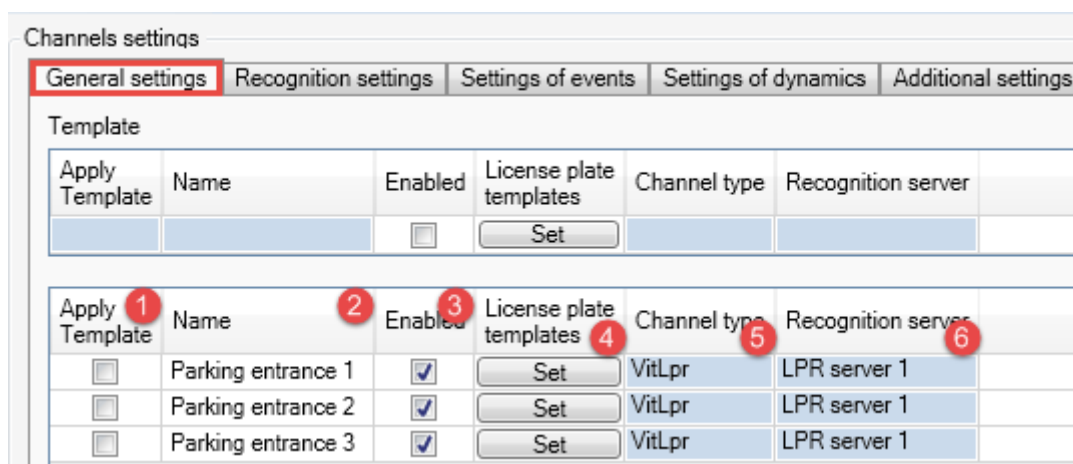 Channels settings
General settings Recognition settings Settings of events Settings of dynamics Additional settings
Template
Apply Template Name Enabled License plate templates Channel type Recognition server
Set
Apply Template 1 Name 2 Enabled 3 License plate templates 4 Channel type 5 Recognition server 6
Parking entrance 1 Set VitLpr LPR server 1
Parking entrance 2 Set VitLpr LPR server 1
Parking entrance 3 Set VitLpr LPR server 1